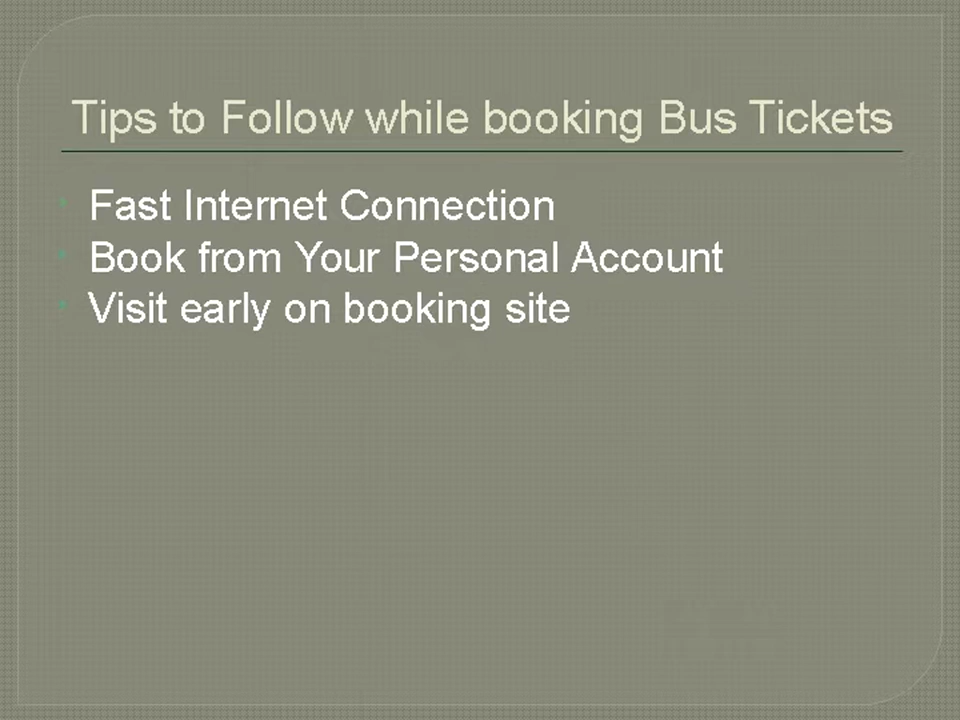 Tips to Follow while booking Bus Tickets
Fast Internet Connection
Book from Your Personal Account
Visit early on booking site